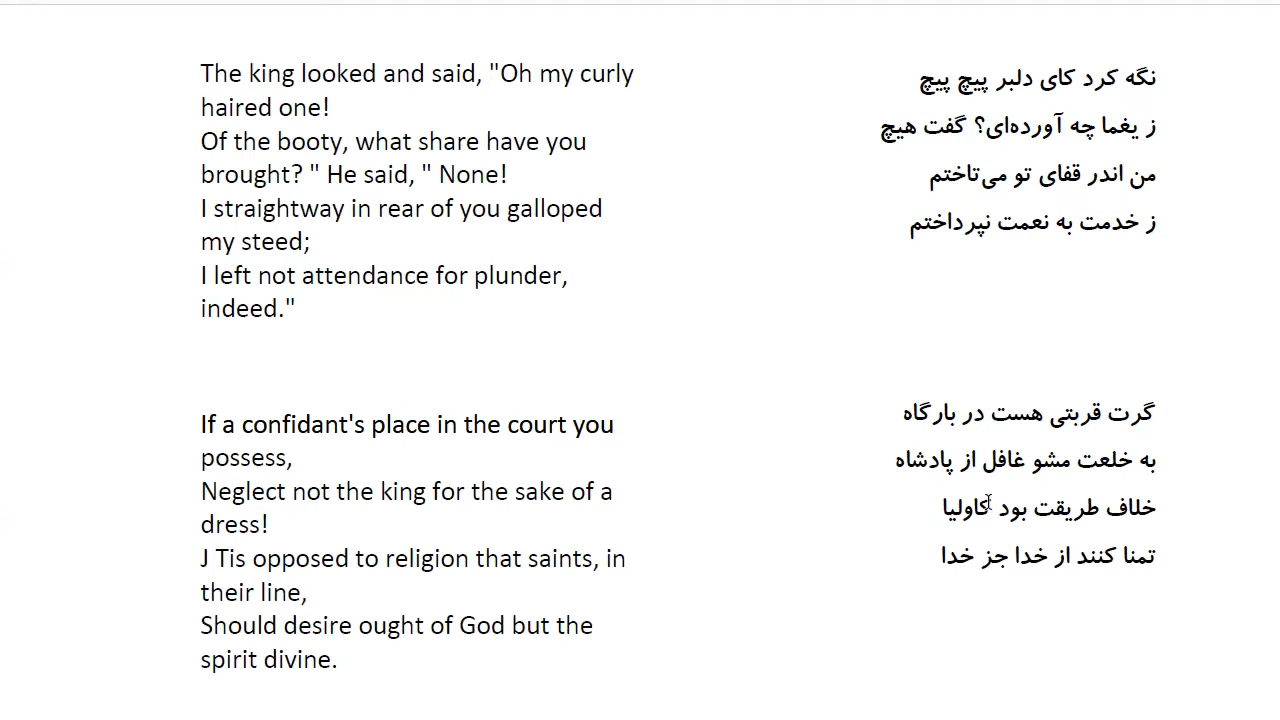 The king looked and said, "Oh my curly
haired one!
Of the booty, what share have you
brought? " He said, " None!
I straightway in rear of you galloped
my steed;
I left not attendance for plunder,
indeed."
نگه کرد کای دلبر پیچ پیچ
ز یغما چه آورده‌ای؟ گفت هیچ
من اندر قفای تو می‌تاختم
ز خدمت به نعمت نپرداختم
If a confidant's place in the court you
possess,
Neglect not the king for the sake of a
dress!
J Tis opposed to religion that saints, in
their line,
Should desire ought of God but the
spirit divine.
گرت قربتی هست در بارگاه
به خلعت مشو غافل از پادشاه
خلاف طریقت بود کاولیا
تمنا کنند از خدا جز خدا